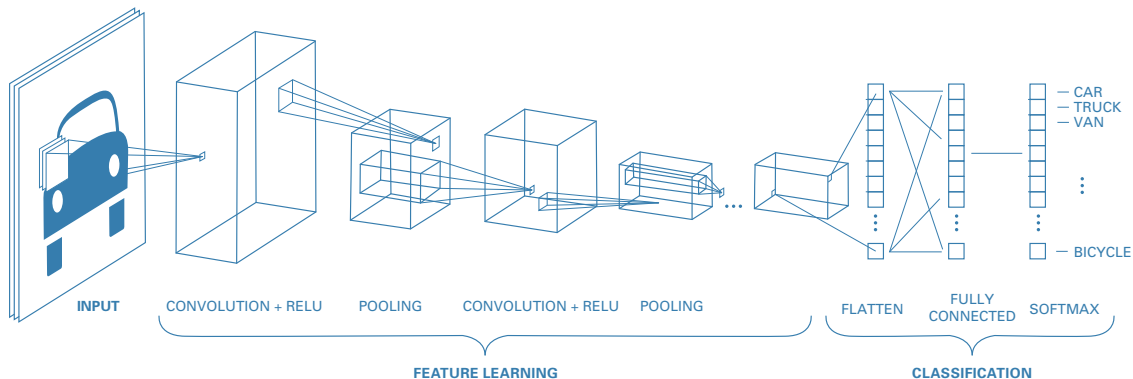 CAR
TRUCK
VAN
BICYCLE
INPUT
CONVOLUTION + RELU
POOLING
CONVOLUTION + RELU
POOLING
FLATTEN
FULLY
CONNECTED
SOFTMAX
FEATURE LEARNING
CLASSIFICATION